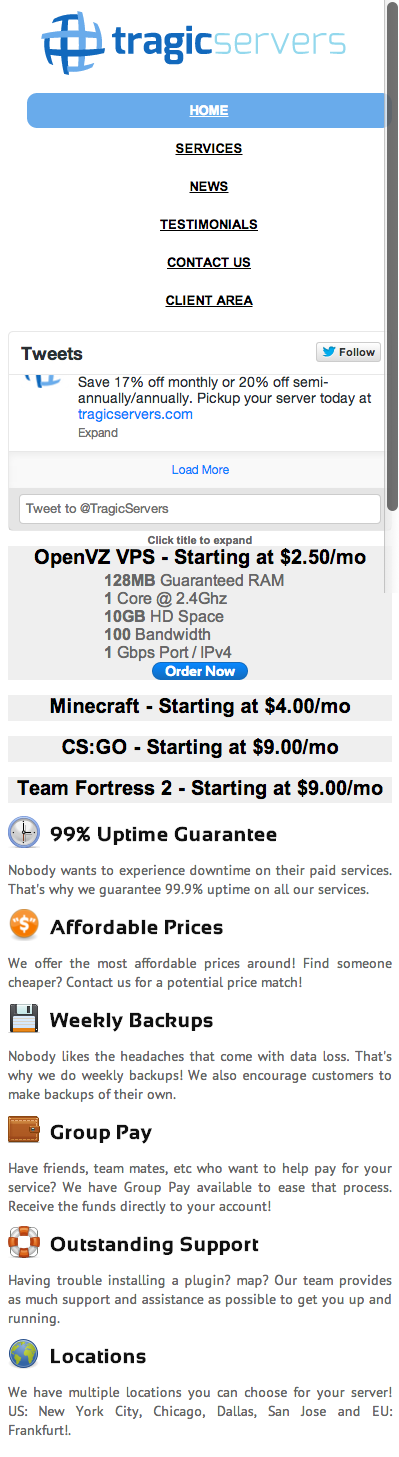 tragicservers
HOME
SERVICES
NEWS
TESTIMONIALS
CONTACT US
CLIENT AREA
Tweets
Follow
Save 17% off monthly or 20% off semi-
annually/annually. Pickup your server today at
tragicservers.com
Expand
Load More
Tweet to @TragicServers
Click title to expand
OpenVZ VPS - Starting at $2.50/mo
128MB Guaranteed RAM
1 Core @ 2.4Ghz
10GB HD Space
100 Bandwidth
1 Gbps Port / IPv4
Order Now
Minecraft - Starting at $4.00/mo
CS:GO - Starting at $9.00/mo
Team Fortress 2 - Starting at $9.00/mo
99% Uptime Guarantee
Nobody wants to experience downtime on their paid services.
That's why we guarantee 99.9% uptime on all our services.
"$"
Affordable Prices
We offer the most affordable prices around! Find someone
cheaper? Contact us for a potential price match!
Weekly Backups
Nobody likes the headaches that come with data loss. That's
why we do weekly backups! We also encourage customers to
make backups of their own.
Group Pay
Have friends, team mates, etc who want to help pay for your
service? We have Group Pay available to ease that process.
Receive the funds directly to your account!
Outstanding Support
Having trouble installing a plugin? map? Our team provides
as much support and assistance as possible to get you up and
running.
Locations
We have multiple locations you can choose for your server!
US: New York City, Chicago, Dallas, San Jose and EU:
Frankfurt!.